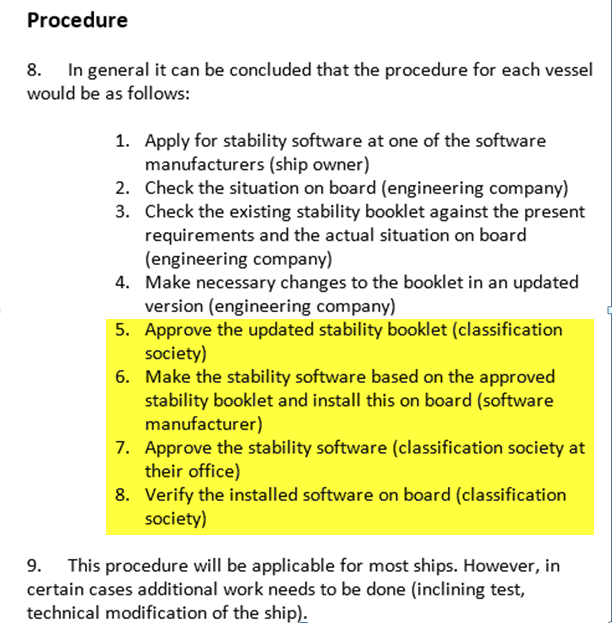 Procedure
8. In general it can be concluded that the procedure for each vessel
would be as follows:
1. Apply for stability software at one of the software
manufacturers (ship owner)
2. Check the situation on board (engineering company)
3. Check the existing stability booklet against the present
requirements and the actual situation on board
(engineering company)
4. Make necessary changes to the booklet in an updated
version (engineering company)
5. Approve the updated stability booklet (classification
society)
6. Make the stability software based on the approved
stability booklet and install this on board (software
manufacturer)
7. Approve the stability software (classification society at
their office)
8. Verify the installed software on board (classification
society)
9. This procedure will be applicable for most ships. However, in
certain cases additional work needs to be done (inclining test,
technical modification of the ship).